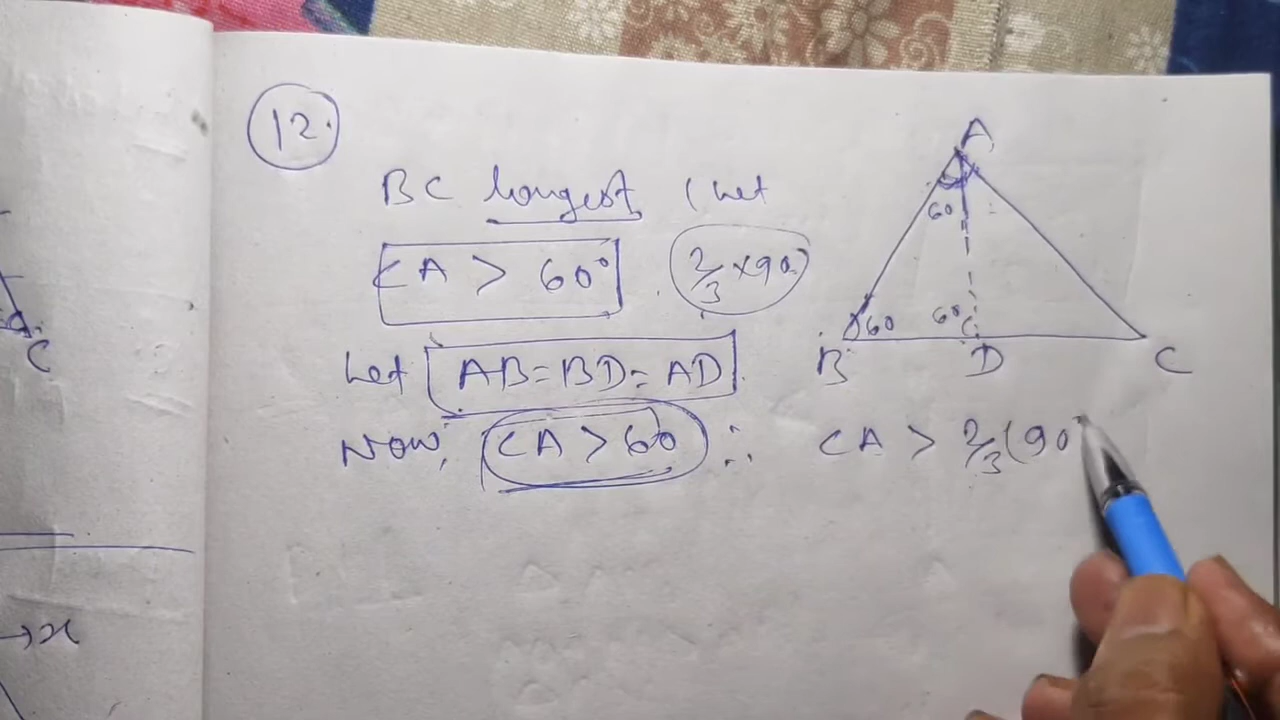 12.
BC longest (Let
∠A > 60° . 2/3 × 90°
Let AB = BD = AD.
Now, ∠A > 60 ∴ ∠A > 2/3 (90°
A
60
60
60°
B
D
C
C
→ x